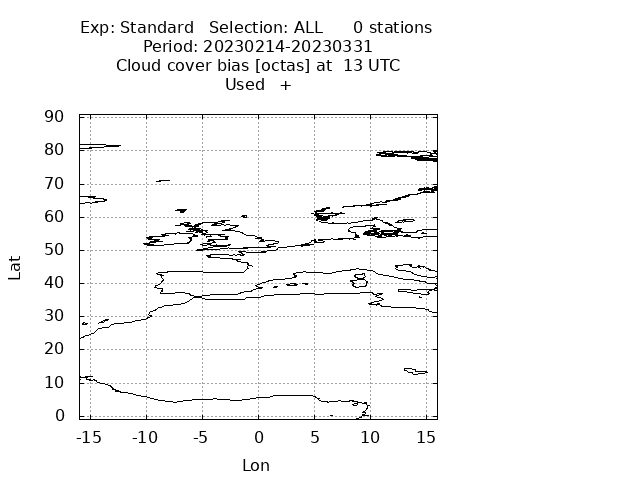 Exp: Standard   Selection: ALL      0 stations
Period: 20230214-20230331
Cloud cover bias [octas] at  13 UTC
Used   +
90
80
70
60
50
40
30
20
10
0
Lat
-15 -10 -5 0 5 10 15
Lon